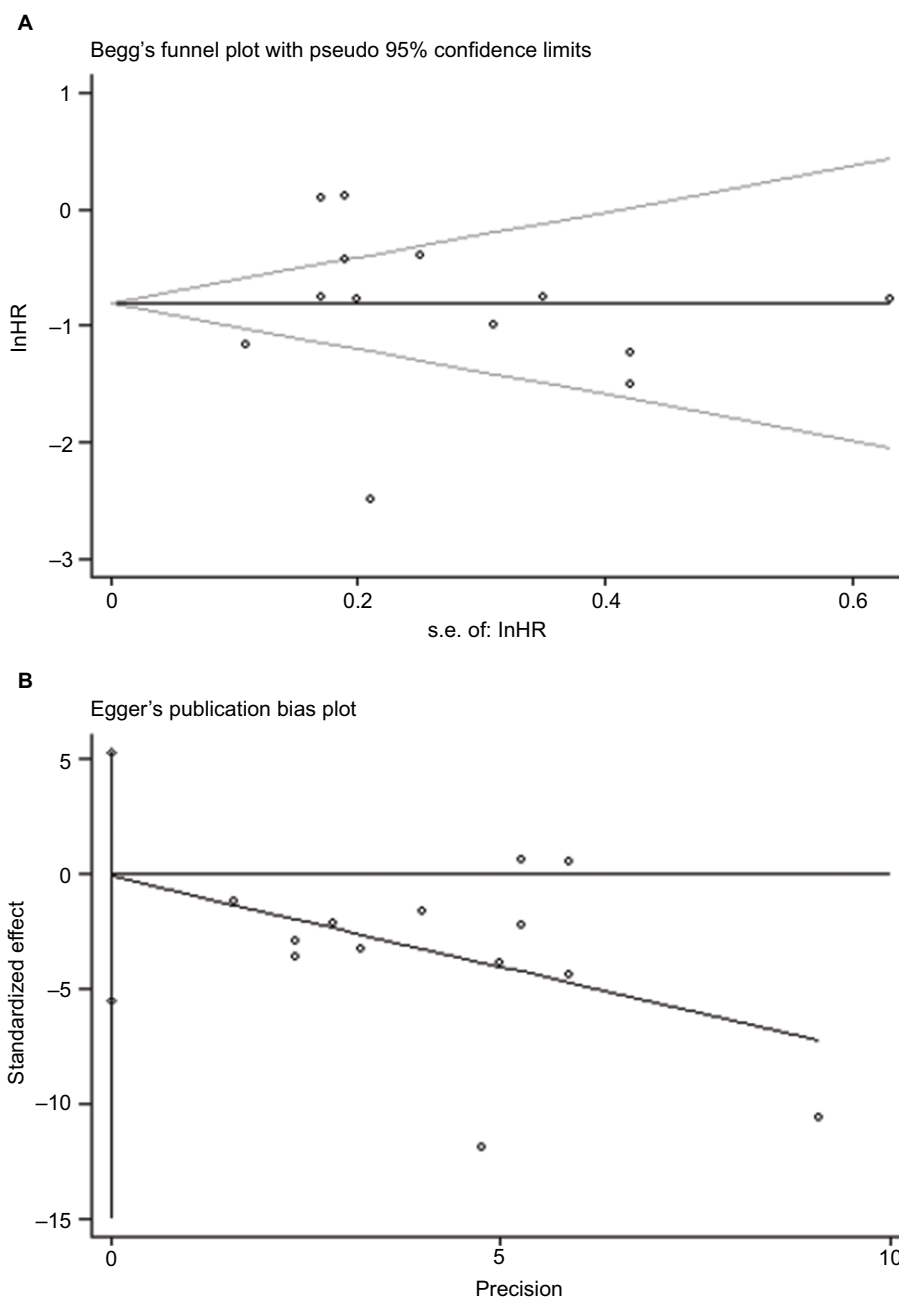 A
Begg’s funnel plot with pseudo 95% confidence limits
1
0
–1
–2
–3
lnHR
0
0.2
0.4
0.6
s.e. of: lnHR
B
Egger’s publication bias plot
5
0
–5
–10
–15
Standardized effect
0
5
10
Precision